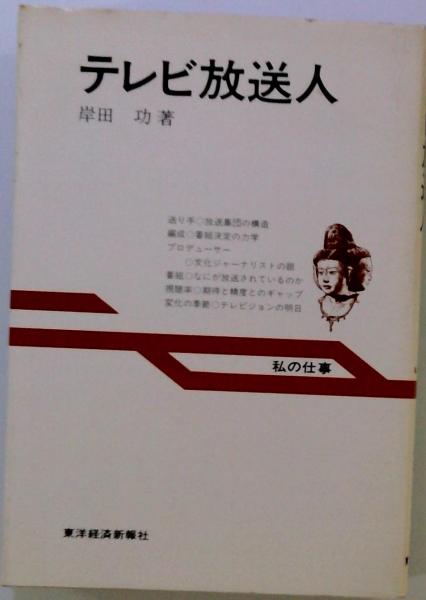 テレビ放送人
岸田 功著
送り手○放送集団の構造
編成○番組決定の力学
プロデューサー
○文化ジャーナリストの眼
番組○なにが放送されているのか
視聴率○期待と精度とのギャップ
変化の季節○テレビジョンの明日
私の仕事
東洋経済新報社